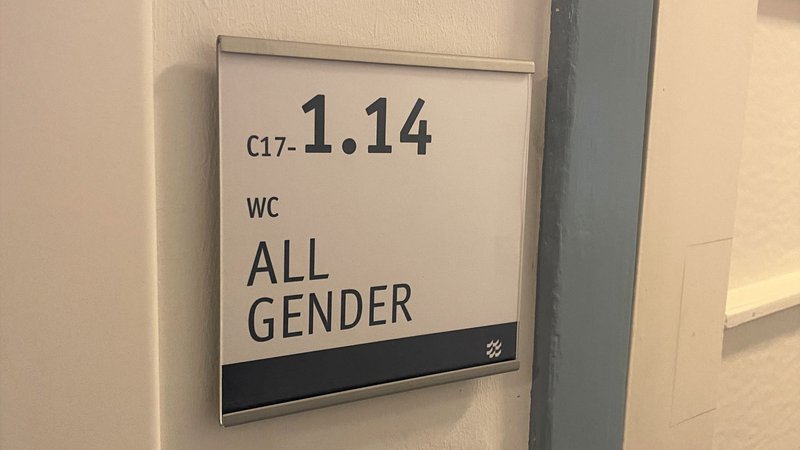 C17-1.14
WC
ALL
GENDER